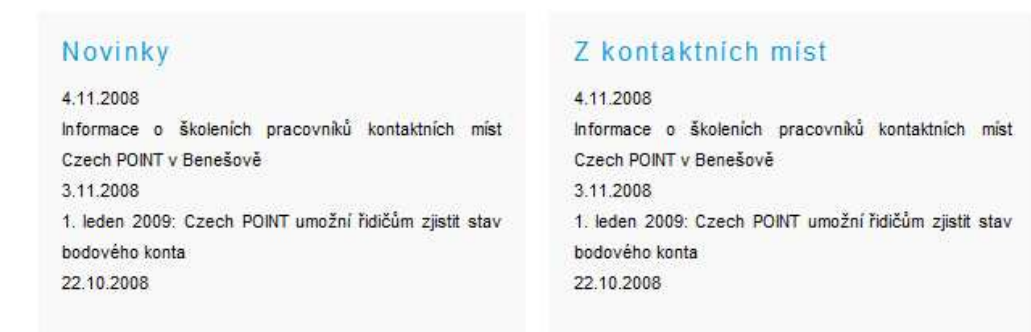 Novinky
4.11.2008
Informace o školeních pracovníků kontaktních míst
Czech POINT v Benešově
3.11.2008
1. leden 2009: Czech POINT umožní řidičům zjistit stav
bodového konta
22.10.2008
Z kontaktních míst
4.11.2008
Informace o školeních pracovníků kontaktních míst
Czech POINT v Benešově
3.11.2008
1. leden 2009: Czech POINT umožní řidičům zjistit stav
bodového konta
22.10.2008